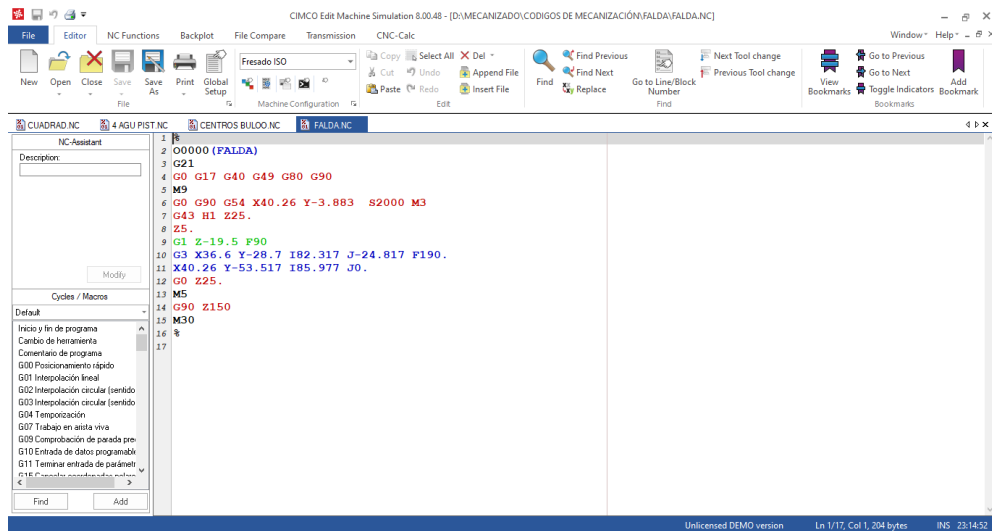 CIMCO Edit Machine Simulation 8.00.48 - [D:\MECANIZADO\CODIGOS DE MECANIZACIÓN\FALDA\FALDA.NC]
File Editor NC Functions Backplot File Compare Transmission CNC-Calc Window Help
New Open Close Save Save As Print Global Setup
File
Fresado ISO
Machine Configuration
Copy Select All Del
Cut Undo Append File
Paste Redo Insert File
Edit
Find
Find Previous
Find Next
Replace
Go to Line/Block Number
Next Tool change
Previous Tool change
Find
View Bookmarks
Go to Previous
Go to Next
Toggle Indicators
Add Bookmark
Bookmarks
CUADRAD.NC 4 AGU PIST.NC CENTROS BULOO.NC FALDA.NC
NC-Assistant
Description:
Modify
Cycles / Macros
Default
Inicio y fin de programa
Cambio de herramienta
Comentario de programa
G00 Posicionamiento rápido
G01 Interpolación lineal
G02 Interpolación circular (sentido
G03 Interpolación circular (sentido
G04 Temporización
G07 Trabajo en arista viva
G09 Comprobación de parada pre
G10 Entrada de datos programable
G11 Terminar entrada de parámetr
Find Add
1 %
2 O0000(FALDA)
3 G21
4 G0 G17 G40 G49 G80 G90
5 M9
6 G0 G90 G54 X40.26 Y-3.883 S2000 M3
7 G43 H1 Z25.
8 Z5.
9 G1 Z-19.5 F90
10 G3 X36.6 Y-28.7 I82.317 J-24.817 F190.
11 X40.26 Y-53.517 I85.977 J0.
12 G0 Z25.
13 M5
14 G90 Z150
15 M30
16 %
17
Unlicensed DEMO version Ln 1/17, Col 1, 204 bytes INS 23:14:52